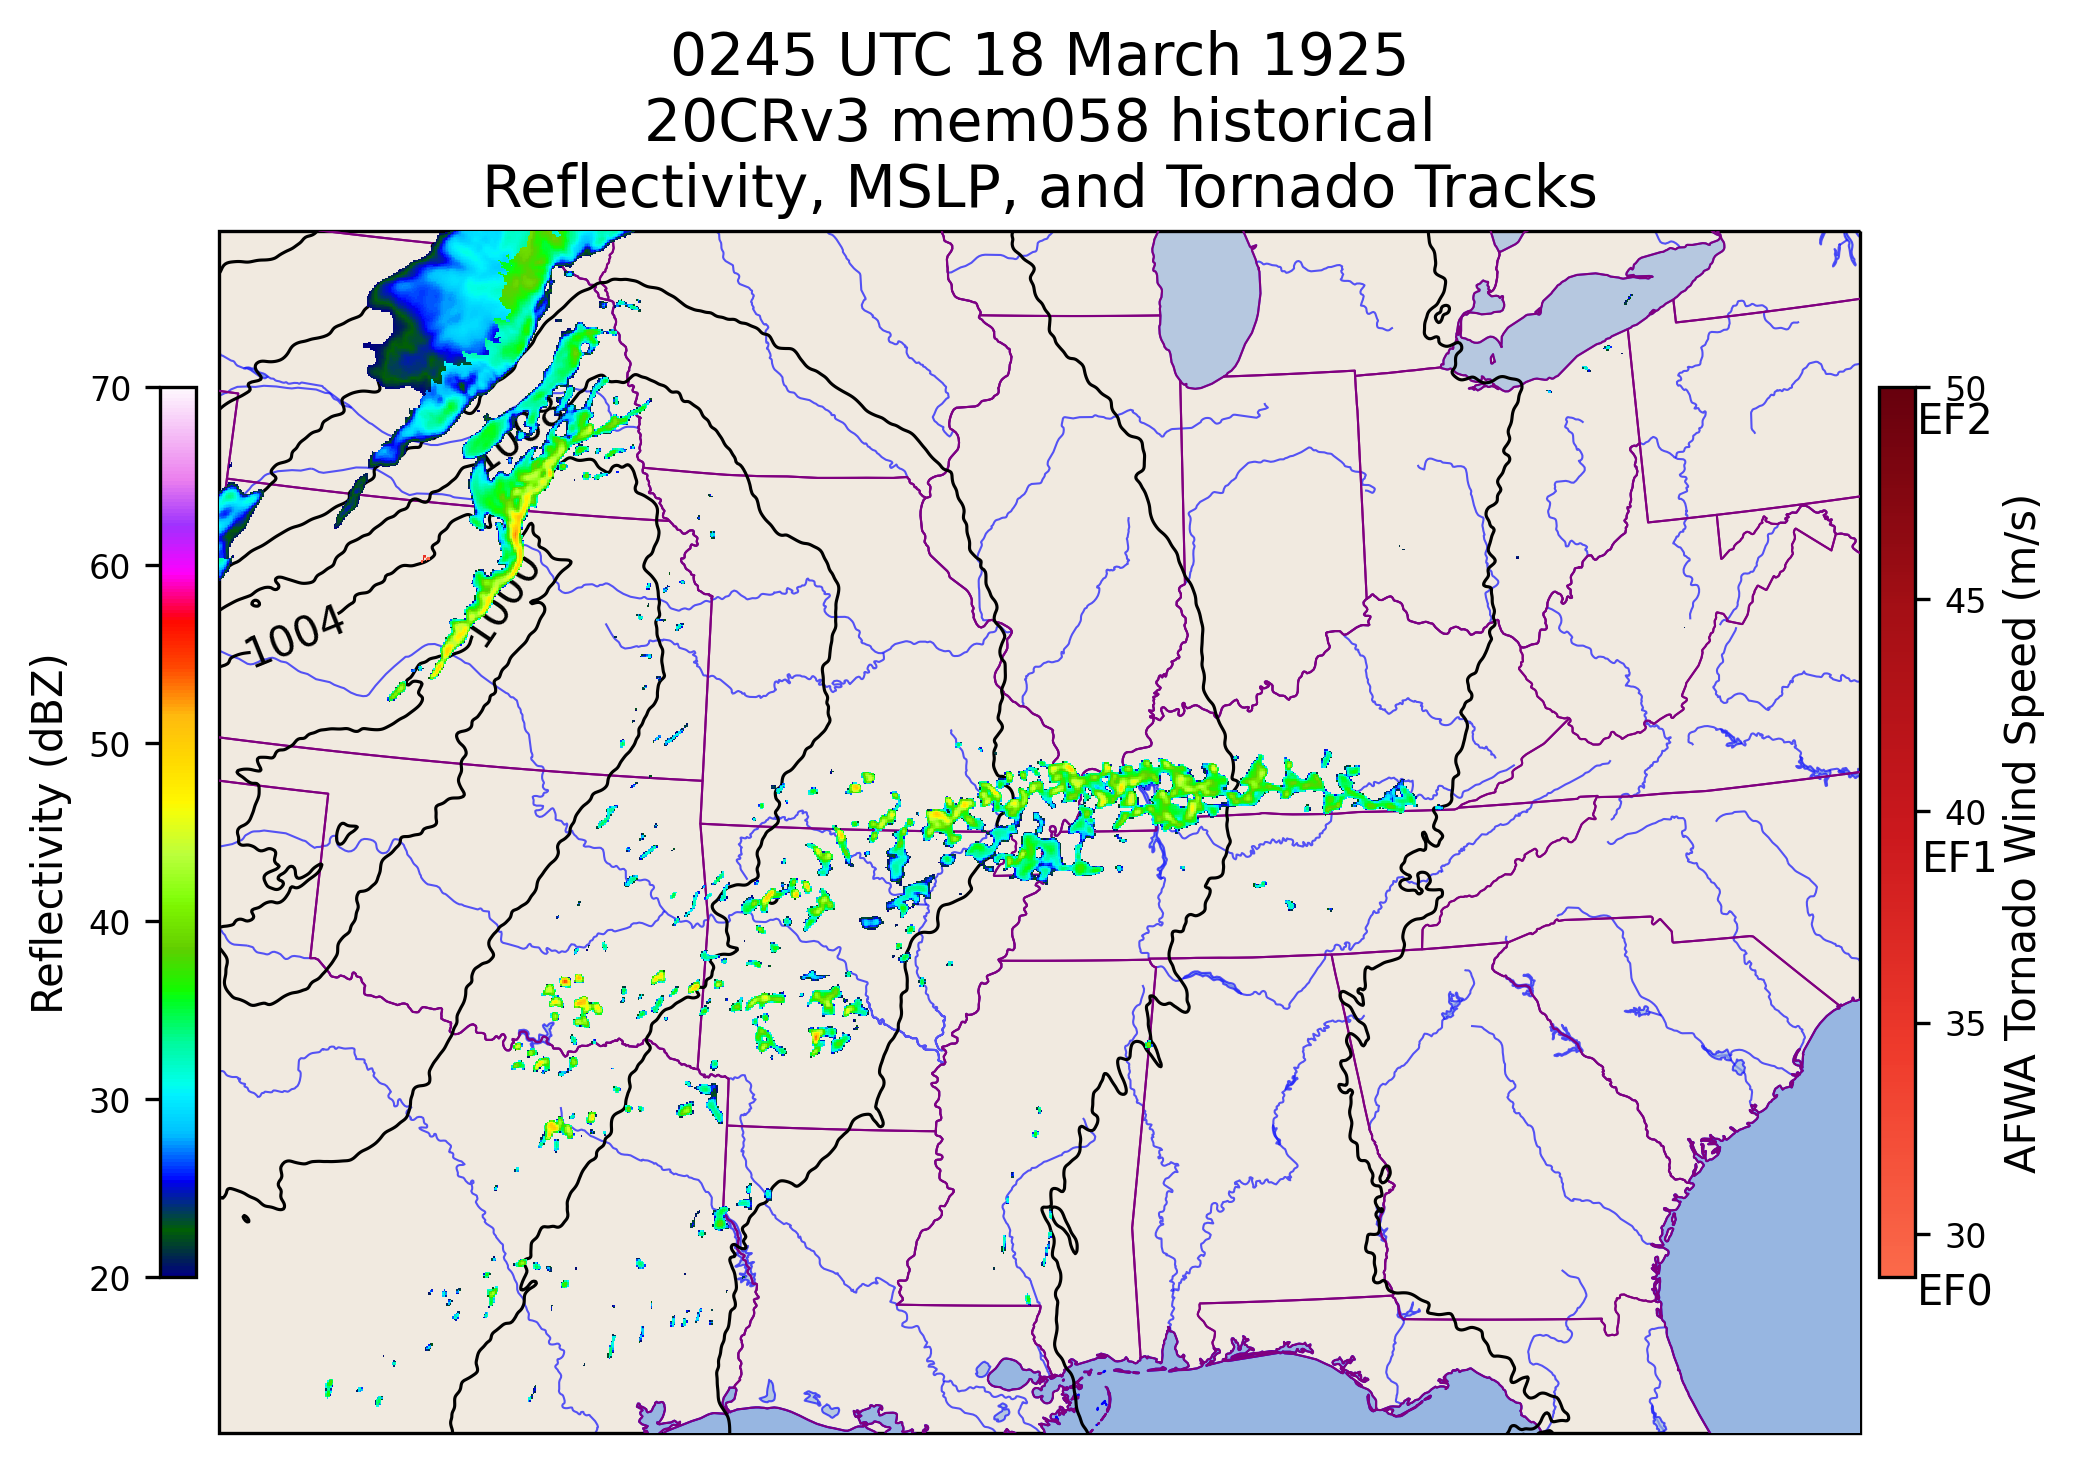 0245 UTC 18 March 1925
20CRv3 mem058 historical
Reflectivity, MSLP, and Tornado Tracks
Reflectivity (dBZ)
70
60
50
40
30
20
1008
1000
1004
50
EF2
45
40
EF1
35
30
EF0
AFWA Tornado Wind Speed (m/s)